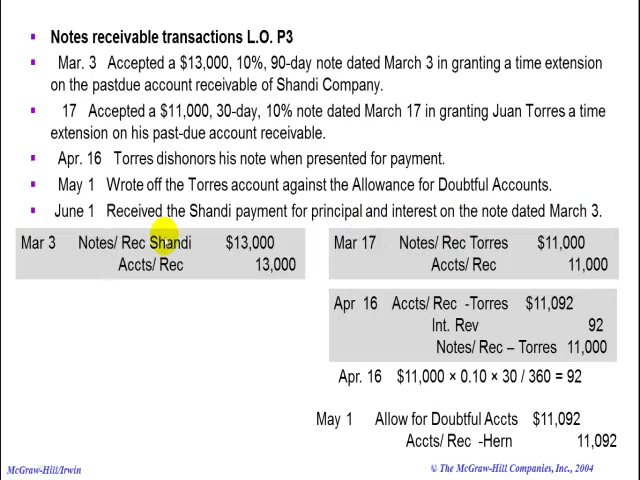 Notes receivable transactions L.O. P3
Mar. 3 Accepted a $13,000, 10%, 90-day note dated March 3 in granting a time extension
on the pastdue account receivable of Shandi Company.
17 Accepted a $11,000, 30-day, 10% note dated March 17 in granting Juan Torres a time
extension on his past-due account receivable.
Apr. 16 Torres dishonors his note when presented for payment.
May 1 Wrote off the Torres account against the Allowance for Doubtful Accounts.
June 1 Received the Shandi payment for principal and interest on the note dated March 3.
Mar 3 Notes/ Rec Shandi $13,000
Accts/ Rec 13,000
Mar 17 Notes/ Rec Torres $11,000
Accts/ Rec 11,000
Apr 16 Accts/ Rec -Torres $11,092
Int. Rev 92
Notes/ Rec – Torres 11,000
Apr. 16 $11,000 × 0.10 × 30 / 360 = 92
May 1 Allow for Doubtful Accts $11,092
Accts/ Rec -Hern 11,092
McGraw-Hill/Irwin
© The McGraw-Hill Companies, Inc., 2004